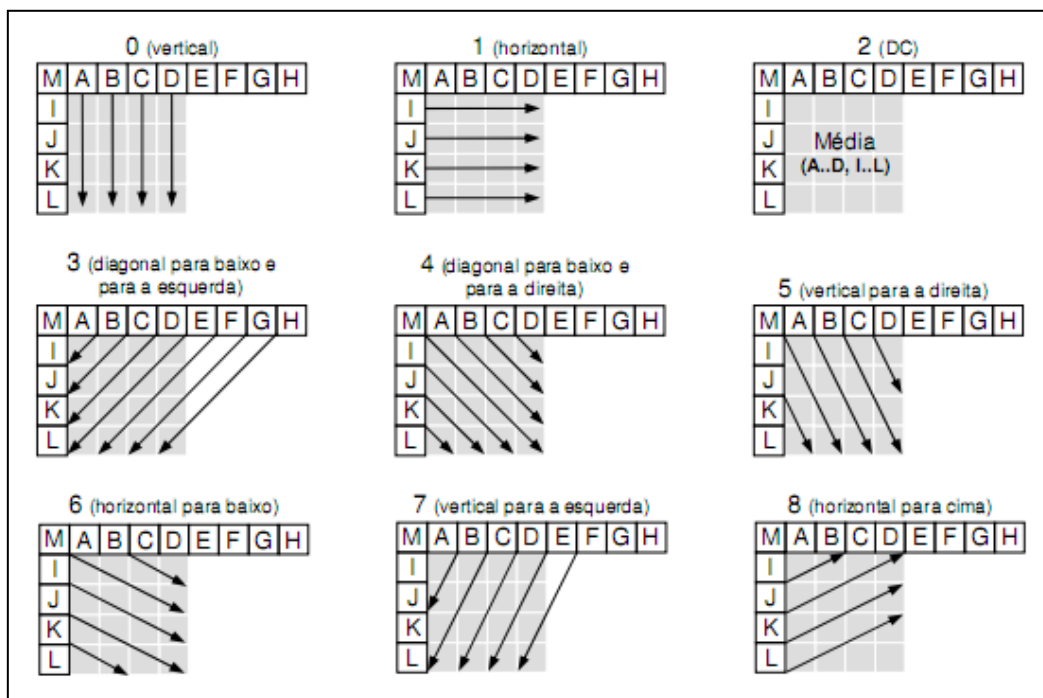 0 (vertical)
M A B C D E F G H
I
J
K
L
1 (horizontal)
M A B C D E F G H
I
J
K
L
2 (DC)
M A B C D E F G H
I
J
K
L
Média
(A..D, I..L)
3 (diagonal para baixo e
para a esquerda)
M A B C D E F G H
I
J
K
L
4 (diagonal para baixo e
para a direita)
M A B C D E F G H
I
J
K
L
5 (vertical para a direita)
M A B C D E F G H
I
J
K
L
6 (horizontal para baixo)
M A B C D E F G H
I
J
K
L
7 (vertical para a esquerda)
M A B C D E F G H
I
J
K
L
8 (horizontal para cima)
M A B C D E F G H
I
J
K
L